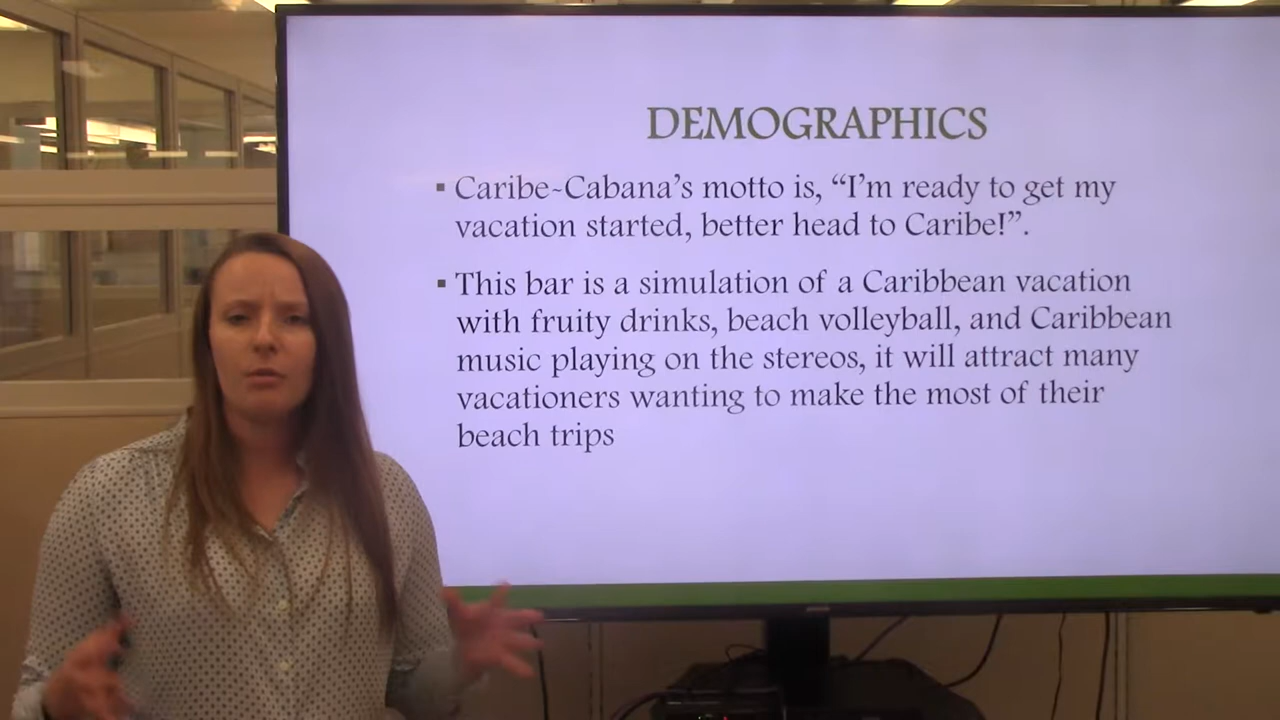 DEMOGRAPHICS
▪ Caribe-Cabana's motto is, “I'm ready to get my
vacation started, better head to Caribe!”.
▪ This bar is a simulation of a Caribbean vacation
with fruity drinks, beach volleyball, and Caribbean
music playing on the stereos, it will attract many
vacationers wanting to make the most of their
beach trips